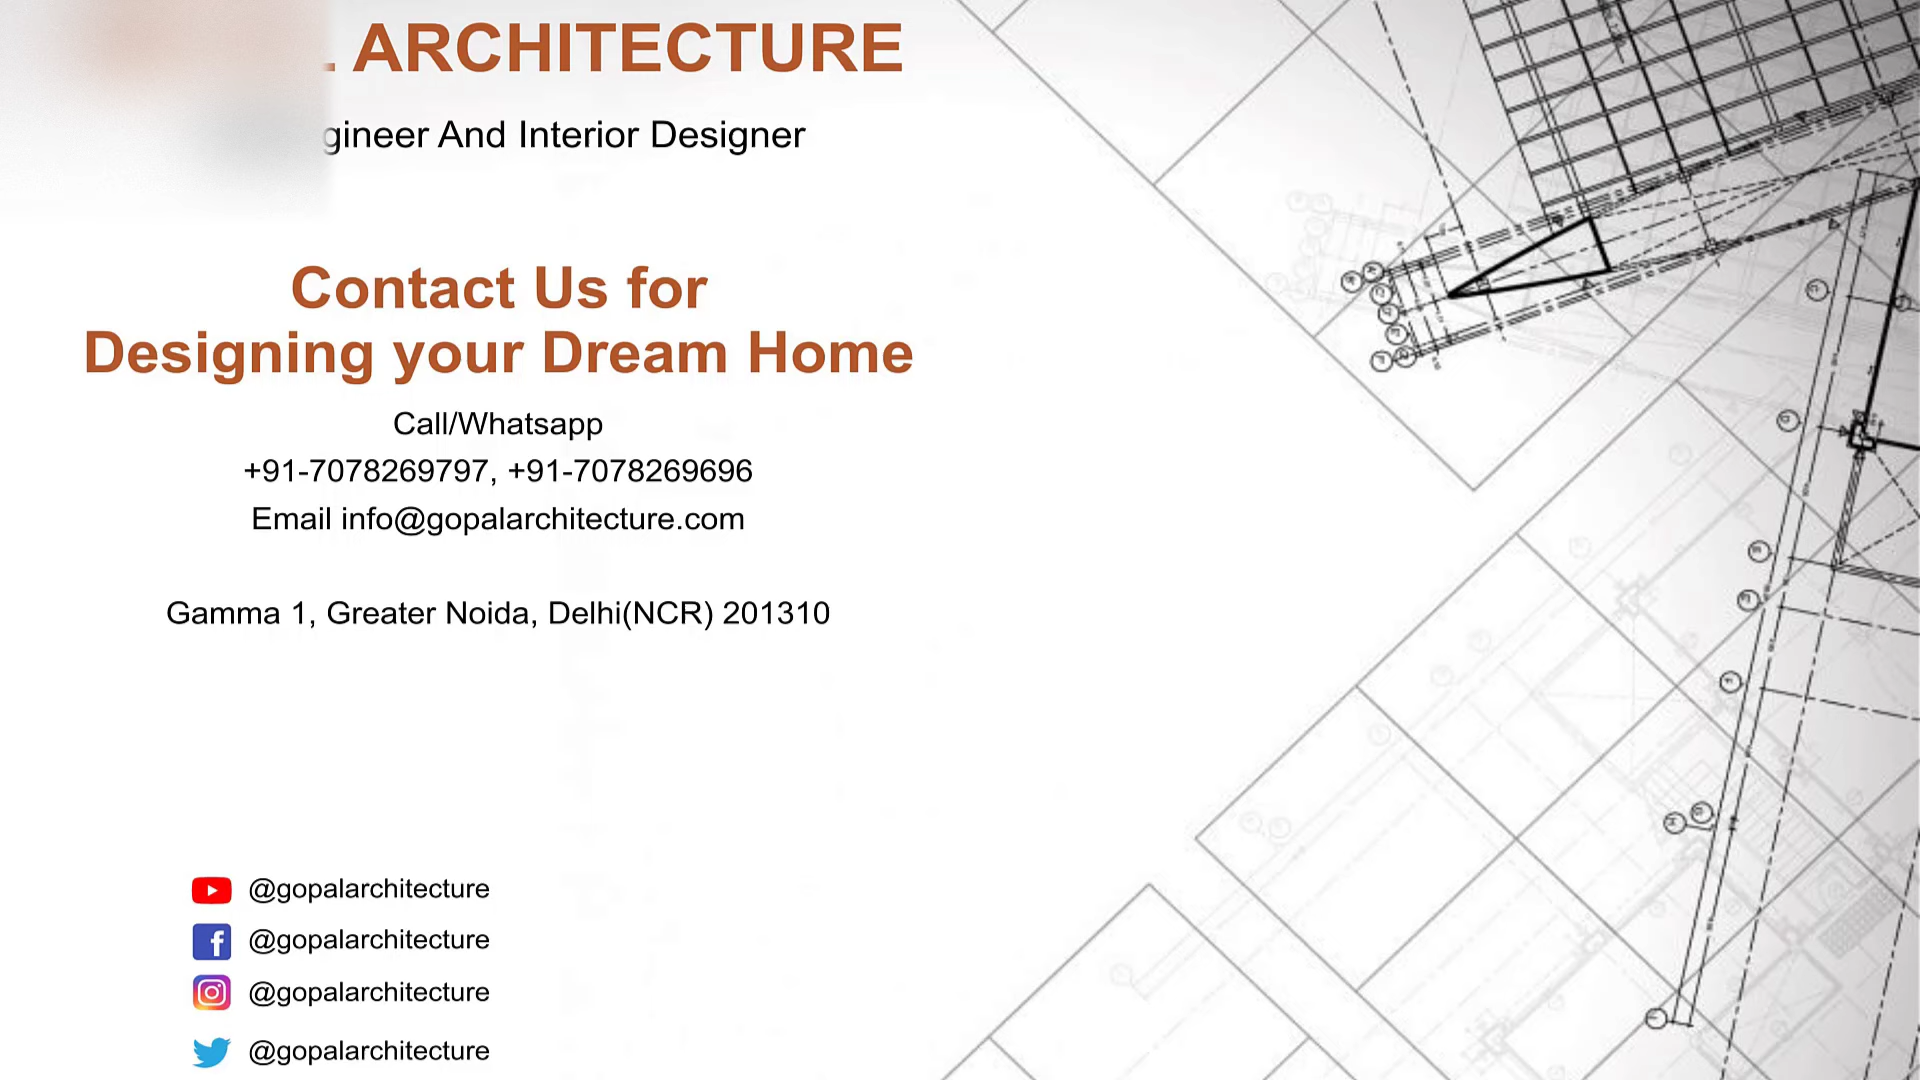 ARCHITECTURE
And Interior Designer
Contact Us for
Designing your Dream Home
Call/Whatsapp
+91-7078269797, +91-7078269696
Email info@gopalarchitecture.com
Gamma 1, Greater Noida, Delhi(NCR) 201310
@gopalarchitecture
@gopalarchitecture
@gopalarchitecture
@gopalarchitecture